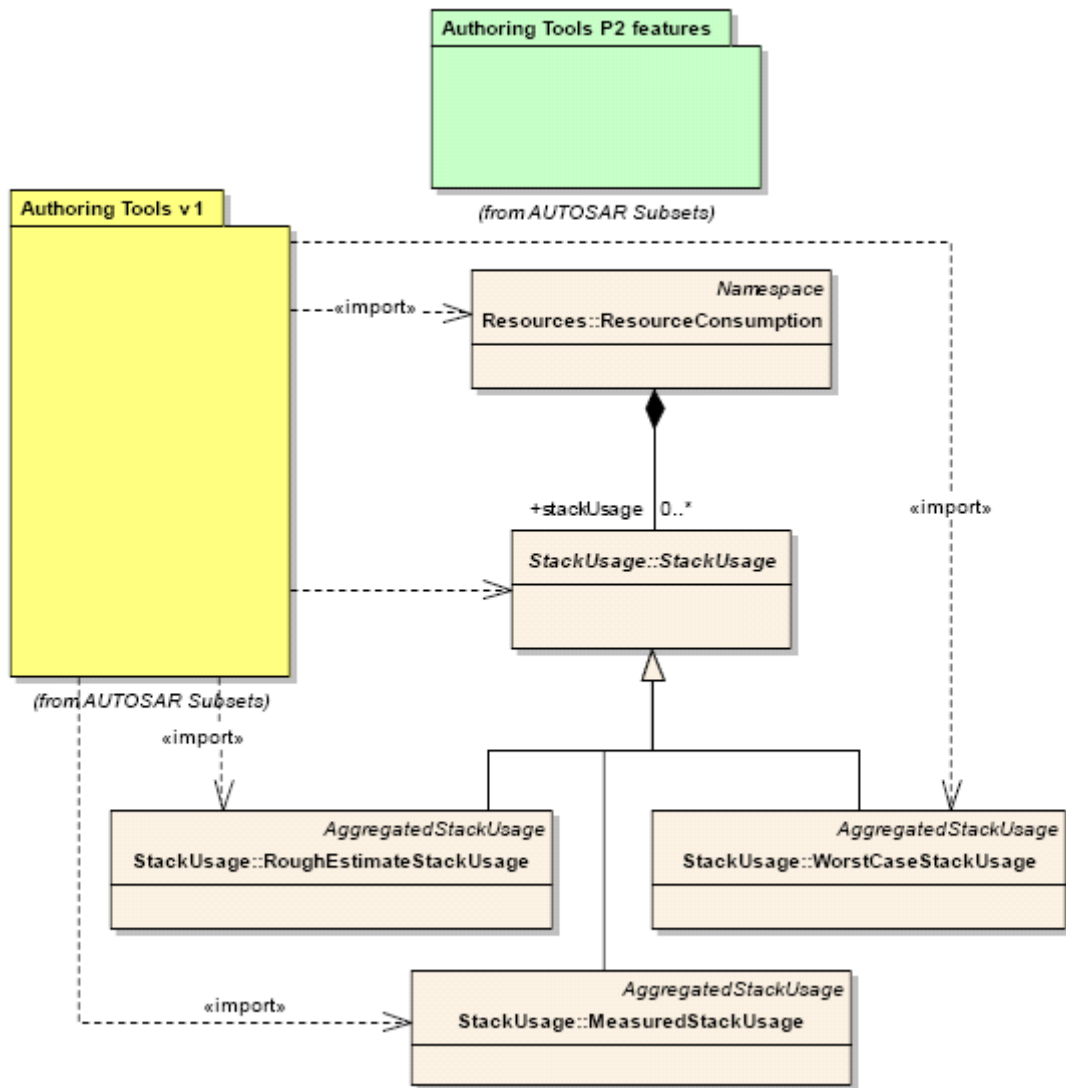 Authoring Tools P2 features
(from AUTOSAR Subsets)
Authoring Tools v1
(from AUTOSAR Subsets)
«import»
Namespace
Resources::ResourceConsumption
+stackUsage 0..*
«import»
StackUsage::StackUsage
«import»
AggregatedStackUsage
StackUsage::RoughEstimateStackUsage
AggregatedStackUsage
StackUsage::WorstCaseStackUsage
«import»
AggregatedStackUsage
StackUsage::MeasuredStackUsage